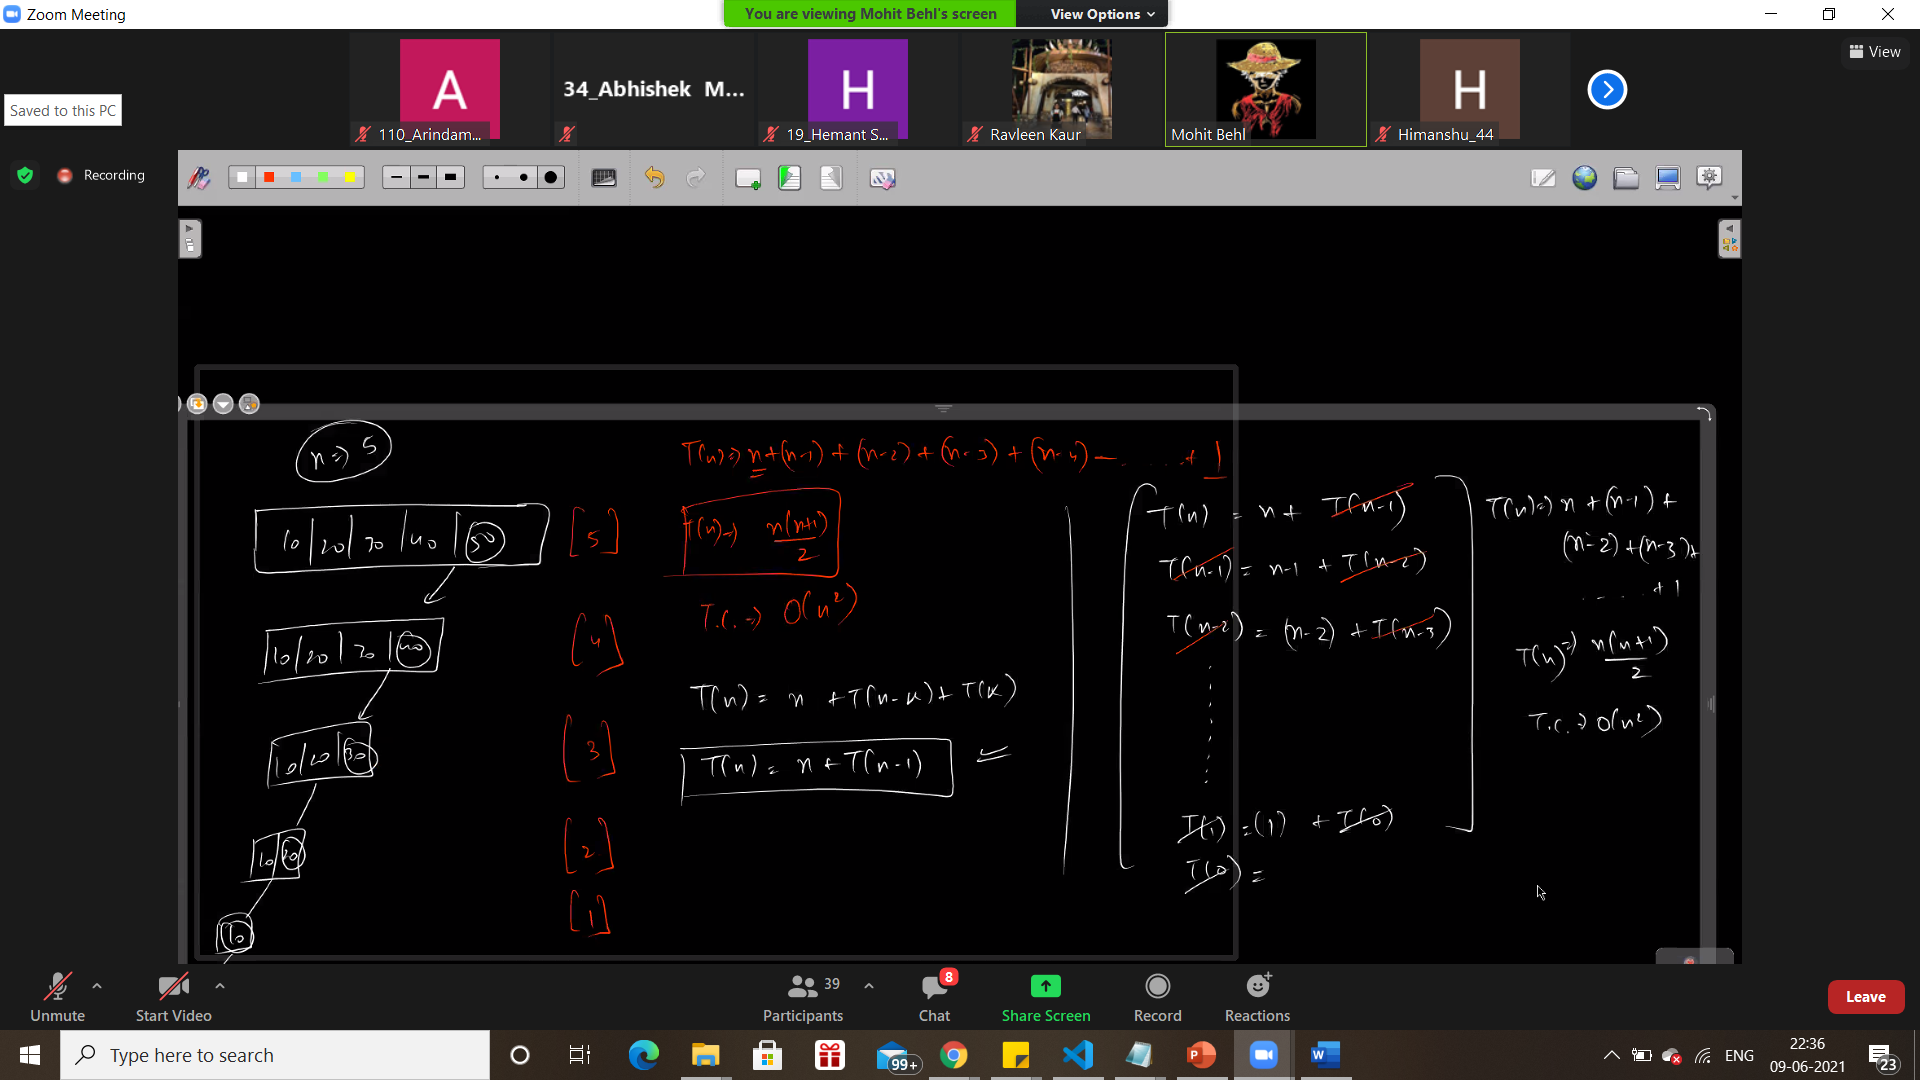 Zoom Meeting
You are viewing Mohit Behl's screen
View Options
View
A
34_Abhishek M...
H
H
110_Arindam...
19_Hemant S...
Ravleen Kaur
Mohit Behl
Himanshu_44
Saved to this PC
Recording
n => 5
10 | 20 | 30 | 40 | 50
[5]
10 | 20 | 30 | 40
[4]
10 | 20 | 30
[3]
10 | 20
[2]
10
[1]
T(n) => n + (n-1) + (n-2) + (n-3) + (n-4) - ...... + 1
T(n) => n(n+1)/2
T.C. => O(n²)
T(n) = n + T(n-k) + T(k)
T(n) = n + T(n-1)
T(n) = n + T(n-1)
T(n-1) = n-1 + T(n-2)
T(n-2) = (n-2) + T(n-3)
T(1) = (1) + T(0)
T(0) =
T(n) => n + (n-1) +
(n-2) + (n-3) +
...... + 1
T(n) => n(n+1)/2
T.C. => O(n²)
Unmute
Start Video
39
Participants
8
Chat
Share Screen
Record
Reactions
Leave
Type here to search
99+
ENG
22:36
09-06-2021
23